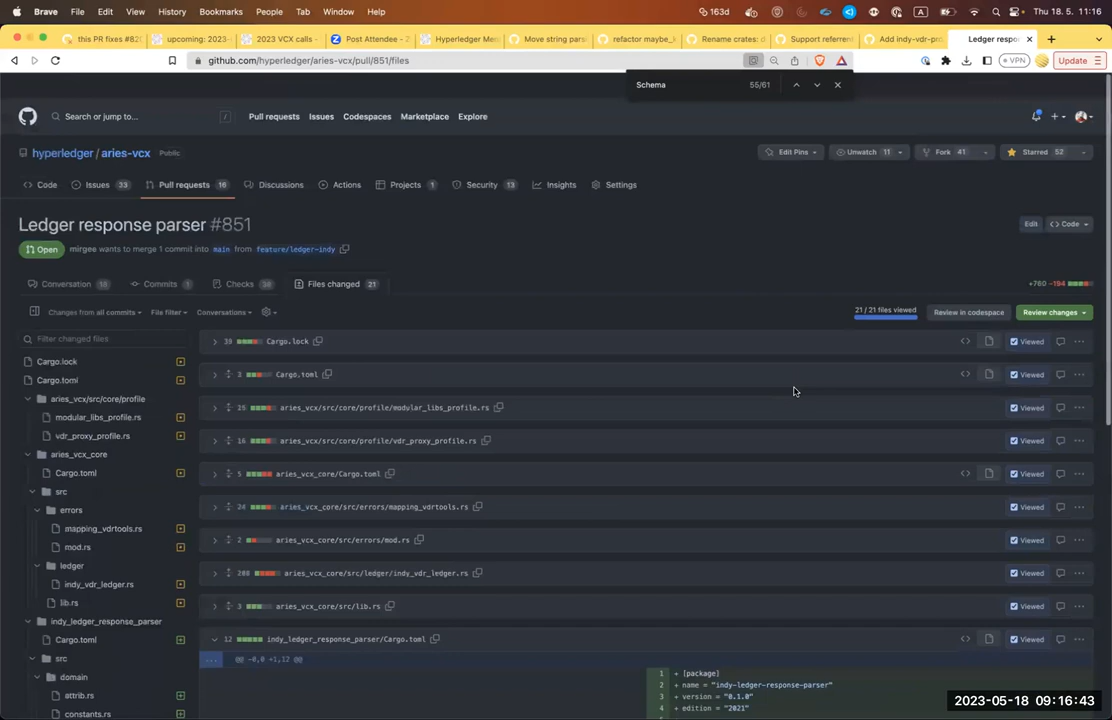 Brave File Edit View History Bookmarks People Tab Window Help 163d A Thu 18. 5. 11:16
this PR fixes #820 upcoming: 2023- 2023 VCX calls - Post Attendee - Z Hyperledger Me Move string pars refactor maybe_ Rename crates: d Support referrent Add indy-vdr-pro Ledger respon
github.com/hyperledger/aries-vcx/pull/851/files VPN Update
Schema 55/61
Search or jump to... / Pull requests Issues Codespaces Marketplace Explore
hyperledger / aries-vcx Public Edit Pins Unwatch 11 Fork 41 Starred 52
Code Issues 33 Pull requests 16 Discussions Actions Projects 1 Security 13 Insights Settings
Ledger response parser #851 Edit <> Code
Open mirgee wants to merge 1 commit into main from feature/ledger-indy
Conversation 18 Commits 1 Checks 38 Files changed 21 +760 −194
Changes from all commits File filter Conversations 21 / 21 files viewed Review in codespace Review changes
Filter changed files
39 Cargo.lock Viewed
3 Cargo.toml Viewed
25 aries_vcx/src/core/profile/modular_libs_profile.rs Viewed
16 aries_vcx/src/core/profile/vdr_proxy_profile.rs Viewed
5 aries_vcx_core/Cargo.toml Viewed
24 aries_vcx_core/src/errors/mapping_vdrtools.rs Viewed
2 aries_vcx_core/src/errors/mod.rs Viewed
208 aries_vcx_core/src/ledger/indy_vdr_ledger.rs Viewed
3 aries_vcx_core/src/lib.rs Viewed
12 indy_ledger_response_parser/Cargo.toml Viewed
Cargo.lock
Cargo.toml
aries_vcx/src/core/profile
modular_libs_profile.rs
vdr_proxy_profile.rs
aries_vcx_core
Cargo.toml
src
errors
mapping_vdrtools.rs
mod.rs
ledger
indy_vdr_ledger.rs
lib.rs
indy_ledger_response_parser
Cargo.toml
src
domain
attrib.rs
constants.rs
... @@ -0,0 +1,12 @@
1 + [package]
2 + name = "indy-ledger-response-parser"
3 + version = "0.1.0"
4 + edition = "2021"
2023-05-18 09:16:43